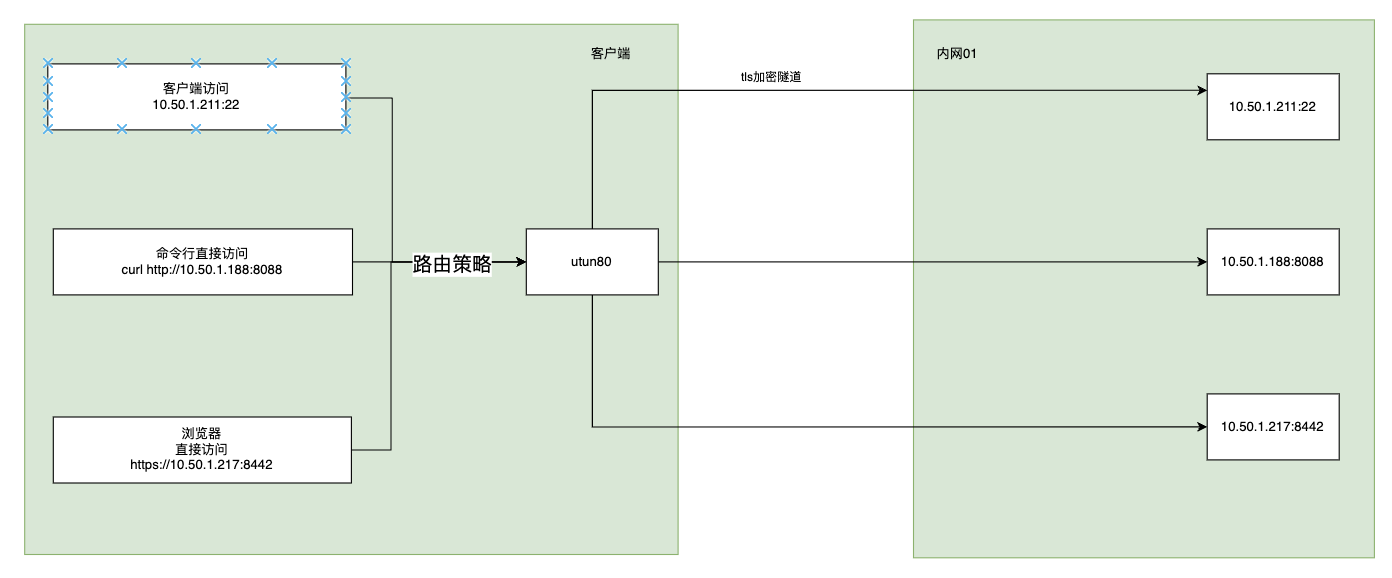 客户端
内网01
客户端访问
10.50.1.211:22
tls加密隧道
10.50.1.211:22
命令行直接访问
curl http://10.50.1.188:8088
路由策略
utun80
10.50.1.188:8088
浏览器
直接访问
https://10.50.1.217:8442
10.50.1.217:8442